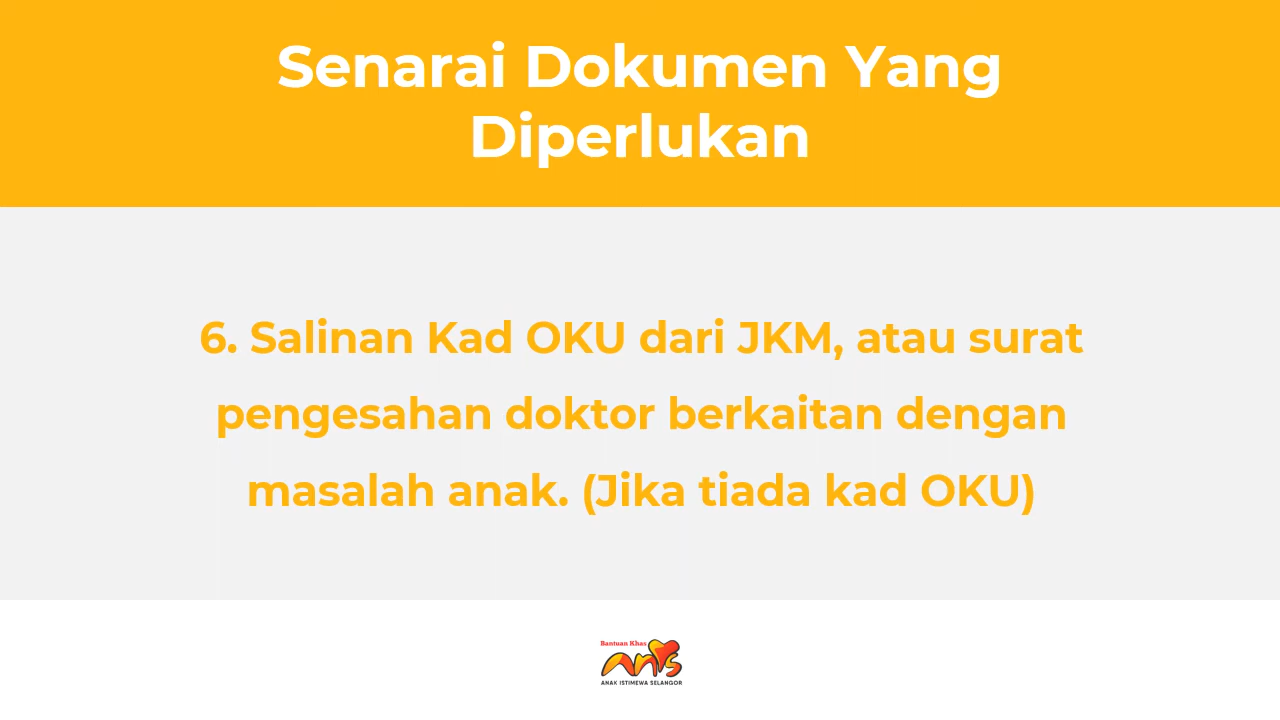 Senarai Dokumen Yang
Diperlukan
6. Salinan Kad OKU dari JKM, atau surat
pengesahan doktor berkaitan dengan
masalah anak. (Jika tiada kad OKU)
Bantuan Khas
anis
ANAK ISTIMEWA SELANGOR